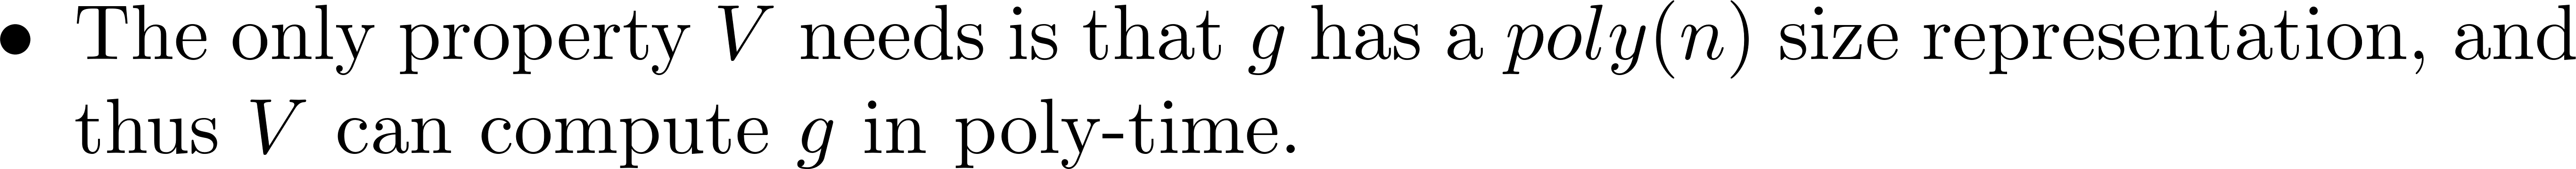 • The only property V needs is that g has a poly(n) size representation, and
thus V can compute g in poly-time.